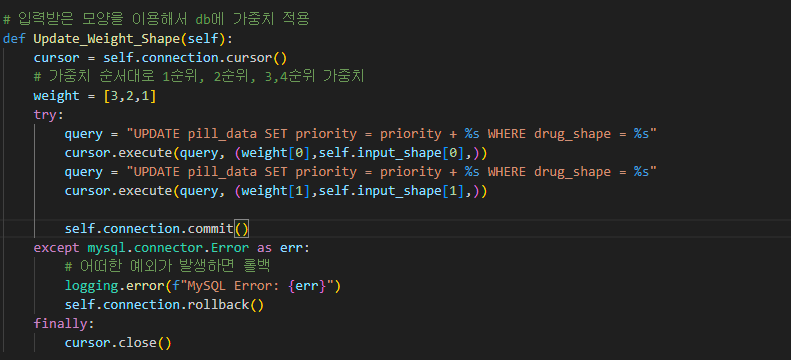 # 입력받은 모양을 이용해서 db에 가중치 적용
def Update_Weight_Shape(self):
    cursor = self.connection.cursor()
    # 가중치 순서대로 1순위, 2순위, 3,4순위 가중치
    weight = [3,2,1]
    try:
        query = "UPDATE pill_data SET priority = priority + %s WHERE drug_shape = %s"
        cursor.execute(query, (weight[0],self.input_shape[0],))
        query = "UPDATE pill_data SET priority = priority + %s WHERE drug_shape = %s"
        cursor.execute(query, (weight[1],self.input_shape[1],))
        self.connection.commit()
    except mysql.connector.Error as err:
        # 어떠한 예외가 발생하면 롤백
        logging.error(f"MySQL Error: {err}")
        self.connection.rollback()
    finally:
        cursor.close()